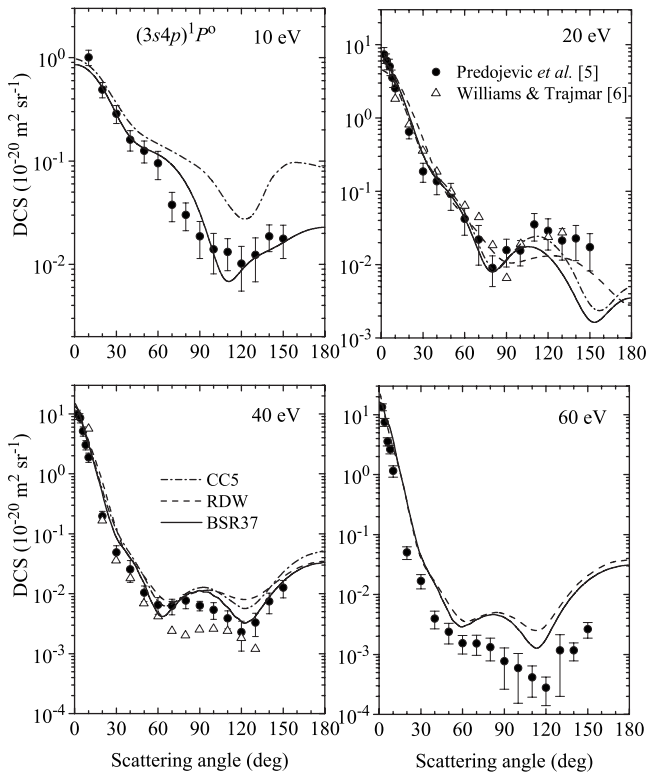 (3s4p)¹Pᵒ
10 eV
DCS (10⁻²⁰ m² sr⁻¹)
10⁰
10⁻¹
10⁻²
0 30 60 90 120 150 180
20 eV
Predojevic et al. [5]
Williams & Trajmar [6]
10¹
10⁰
10⁻¹
10⁻²
10⁻³
0 30 60 90 120 150 180
40 eV
CC5
RDW
BSR37
DCS (10⁻²⁰ m² sr⁻¹)
10¹
10⁰
10⁻¹
10⁻²
10⁻³
10⁻⁴
0 30 60 90 120 150 180
Scattering angle (deg)
60 eV
10¹
10⁰
10⁻¹
10⁻²
10⁻³
10⁻⁴
0 30 60 90 120 150 180
Scattering angle (deg)